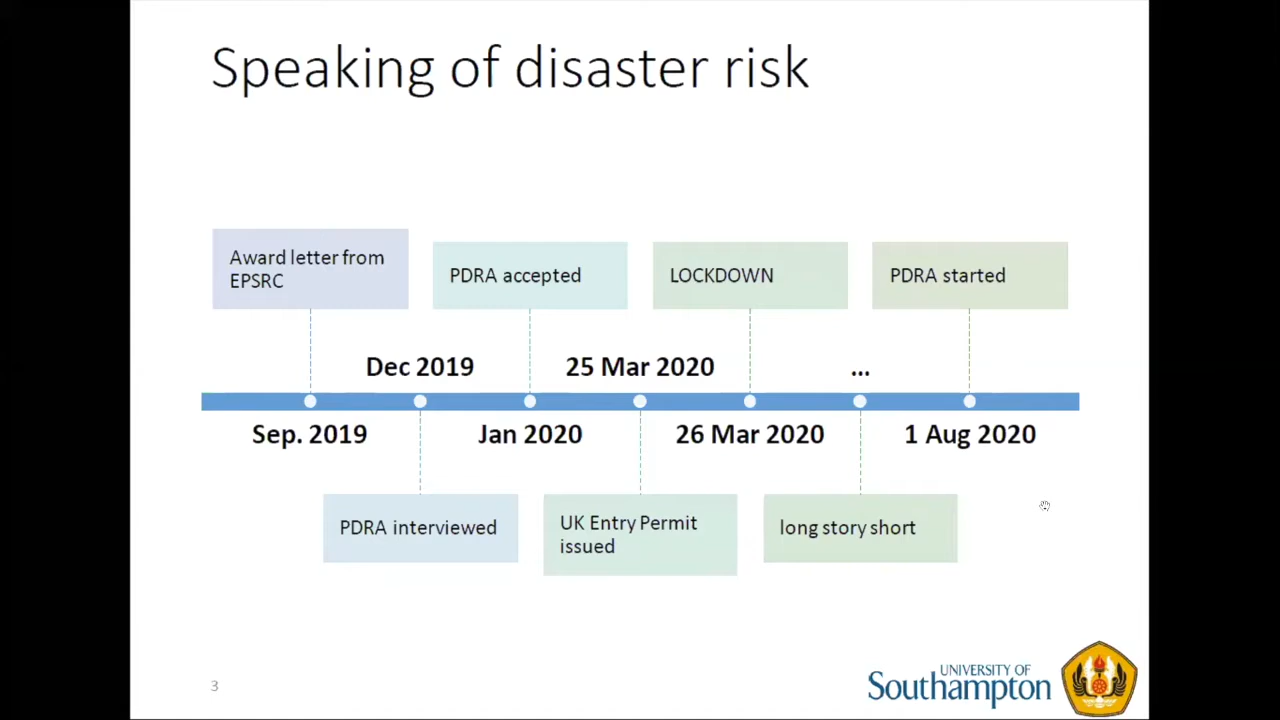 Speaking of disaster risk
Award letter from
EPSRC
PDRA accepted
LOCKDOWN
PDRA started
Dec 2019
25 Mar 2020
...
Sep. 2019
Jan 2020
26 Mar 2020
1 Aug 2020
PDRA interviewed
UK Entry Permit
issued
long story short
3
UNIVERSITY OF
Southampton